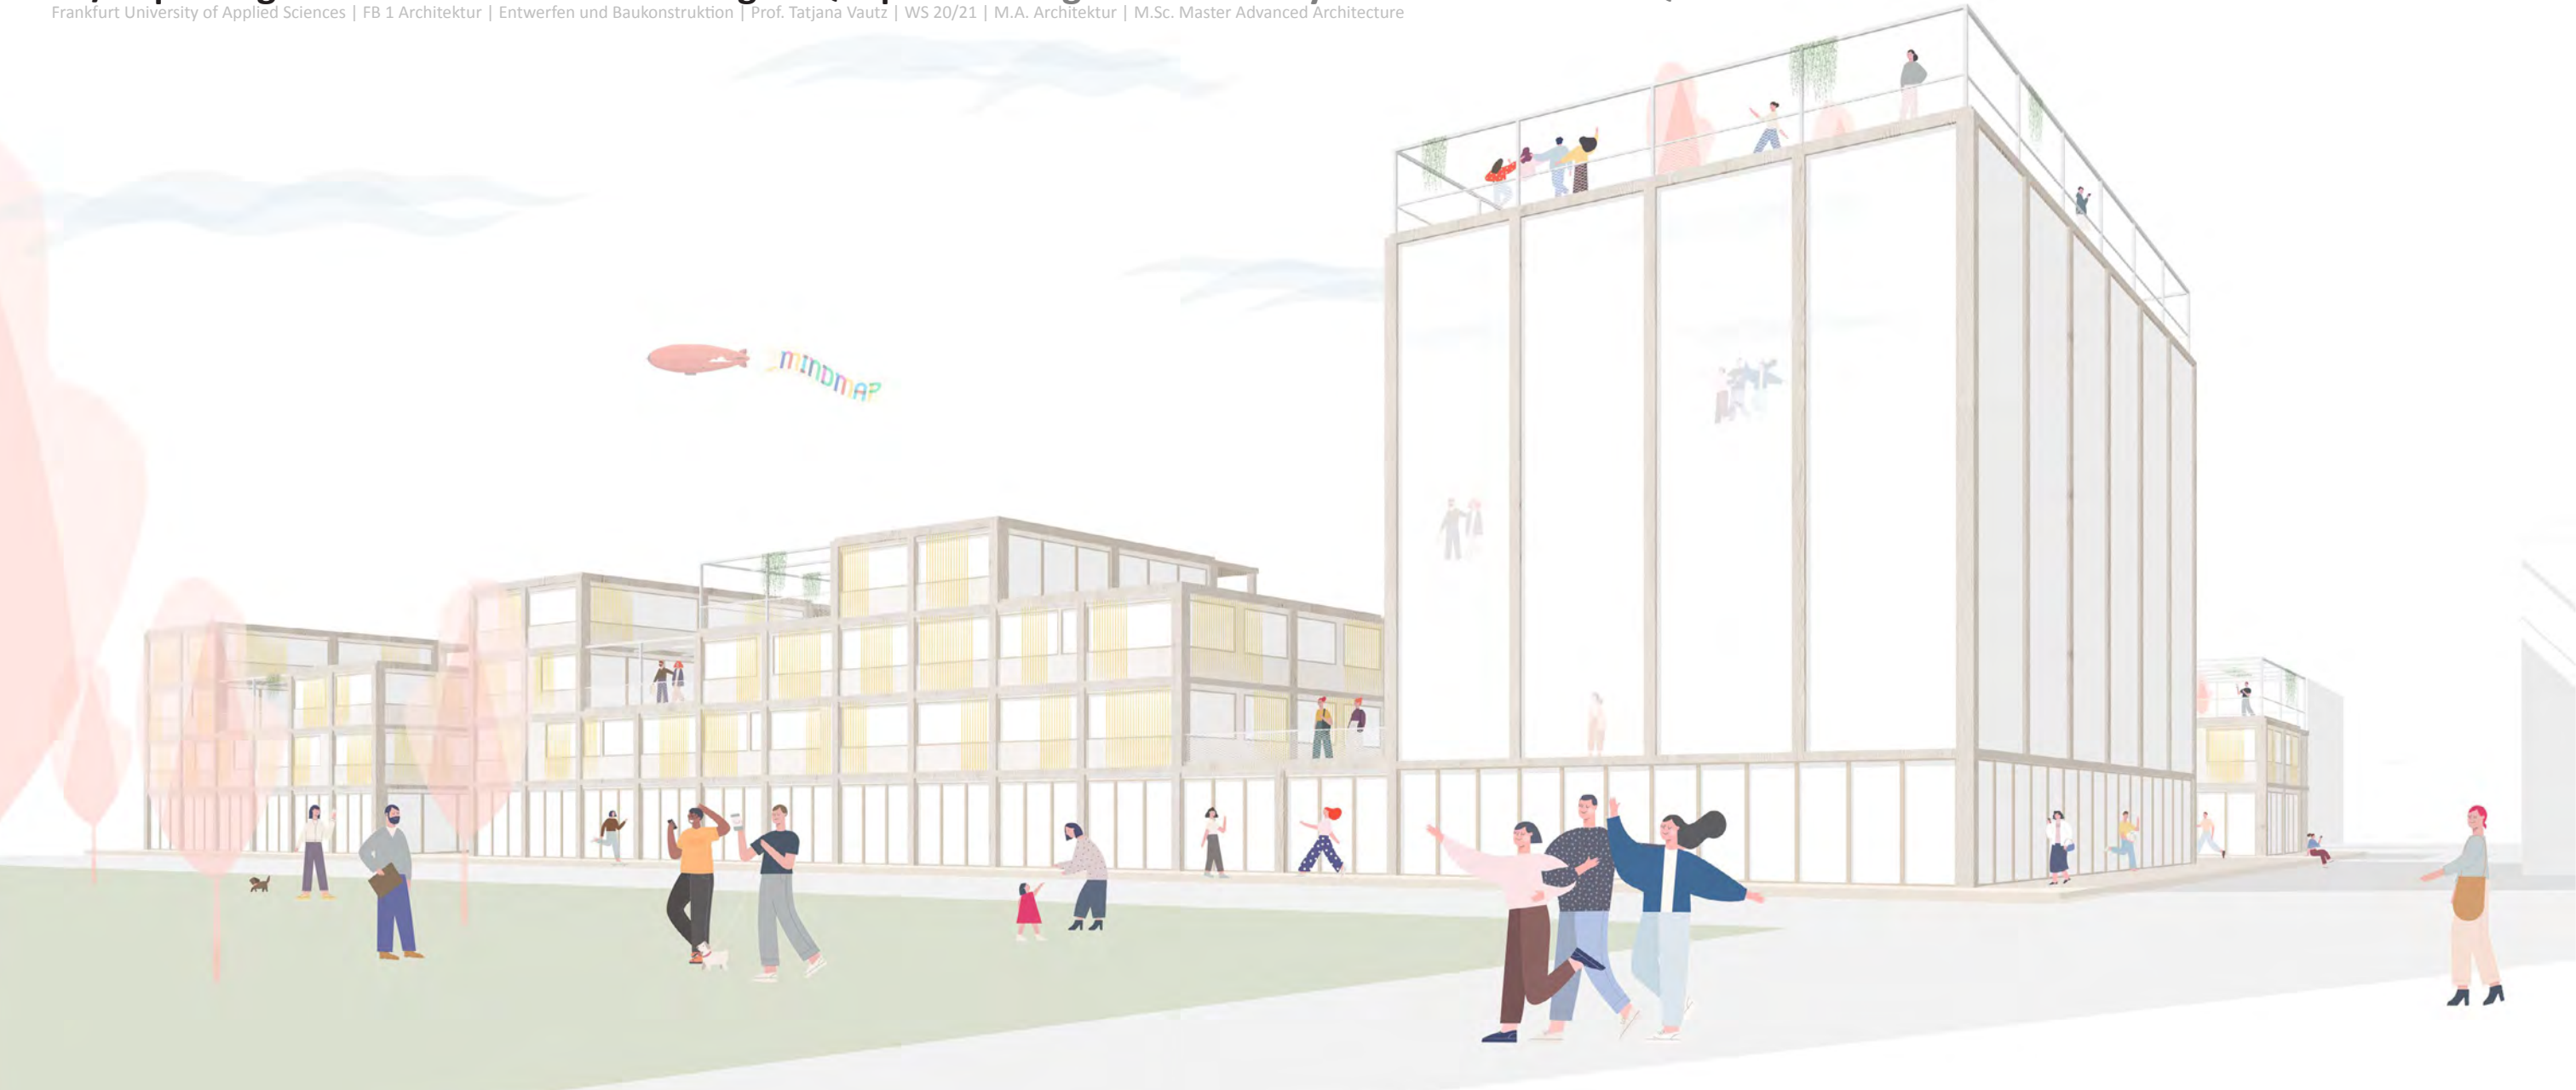 Frankfurt University of Applied Sciences | FB 1 Architektur | Entwerfen und Baukonstruktion | Prof. Tatjana Vautz | WS 20/21 | M.A. Architektur | M.Sc. Master Advanced Architecture
MINDMAP